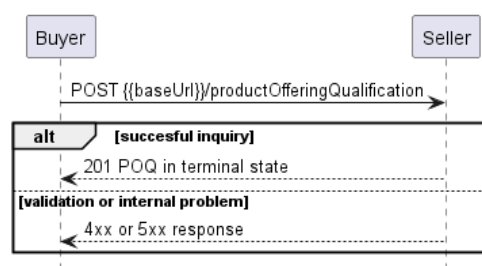 Buyer
Seller
POST {{baseUrl}}/productOfferingQualification
alt
[succesful inquiry]
201 POQ in terminal state
[validation or internal problem]
4xx or 5xx response